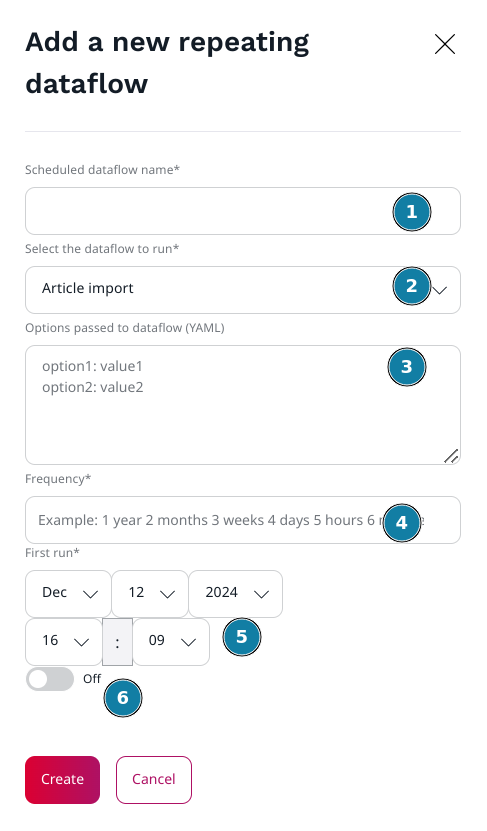 Add a new repeating
dataflow
Scheduled dataflow name*
1
Select the dataflow to run*
Article import
2
Options passed to dataflow (YAML)
option1: value1
option2: value2
3
Frequency*
Example: 1 year 2 months 3 weeks 4 days 5 hours 6
4
First run*
Dec 12 2024
16 : 09
5
Off
6
Create Cancel